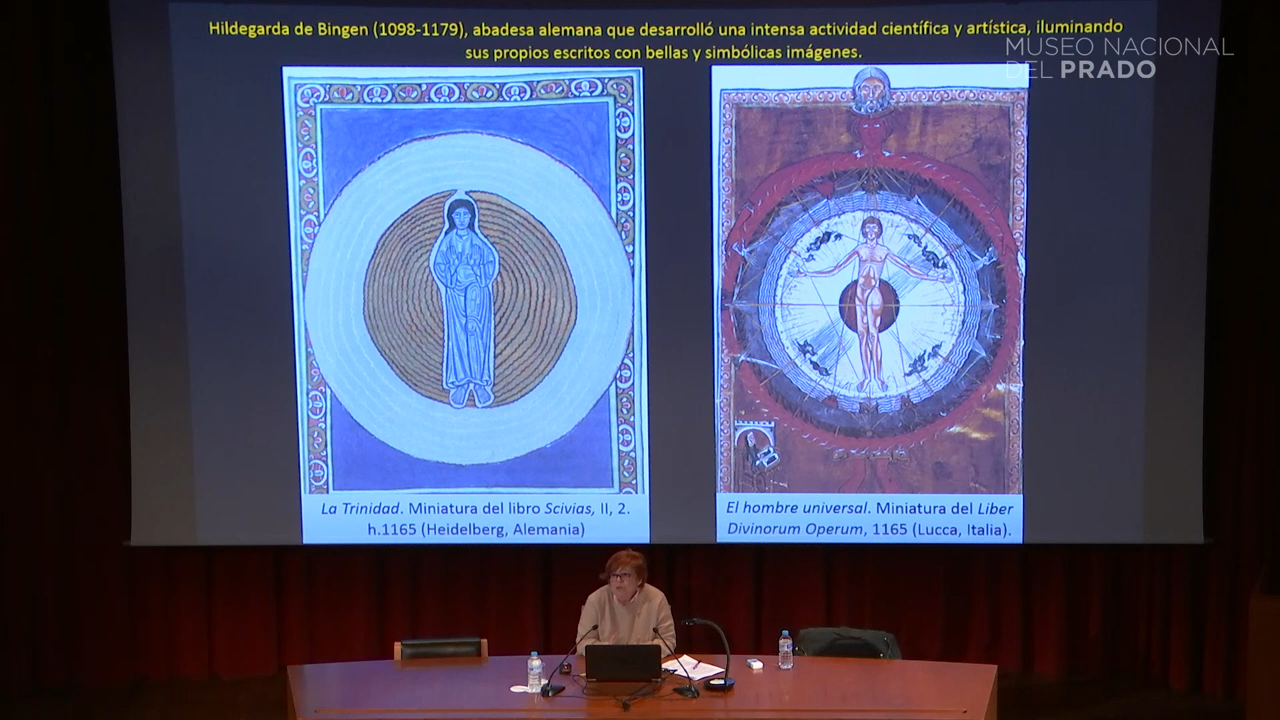 Hildegarda de Bingen (1098-1179), abadesa alemana que desarrolló una intensa actividad científica y artística, iluminando
sus propios escritos con bellas y simbólicas imágenes.
MUSEO NACIONAL
DEL PRADO
La Trinidad. Miniatura del libro Scivias, II, 2.
h.1165 (Heidelberg, Alemania)
El hombre universal. Miniatura del Liber
Divinorum Operum, 1165 (Lucca, Italia).